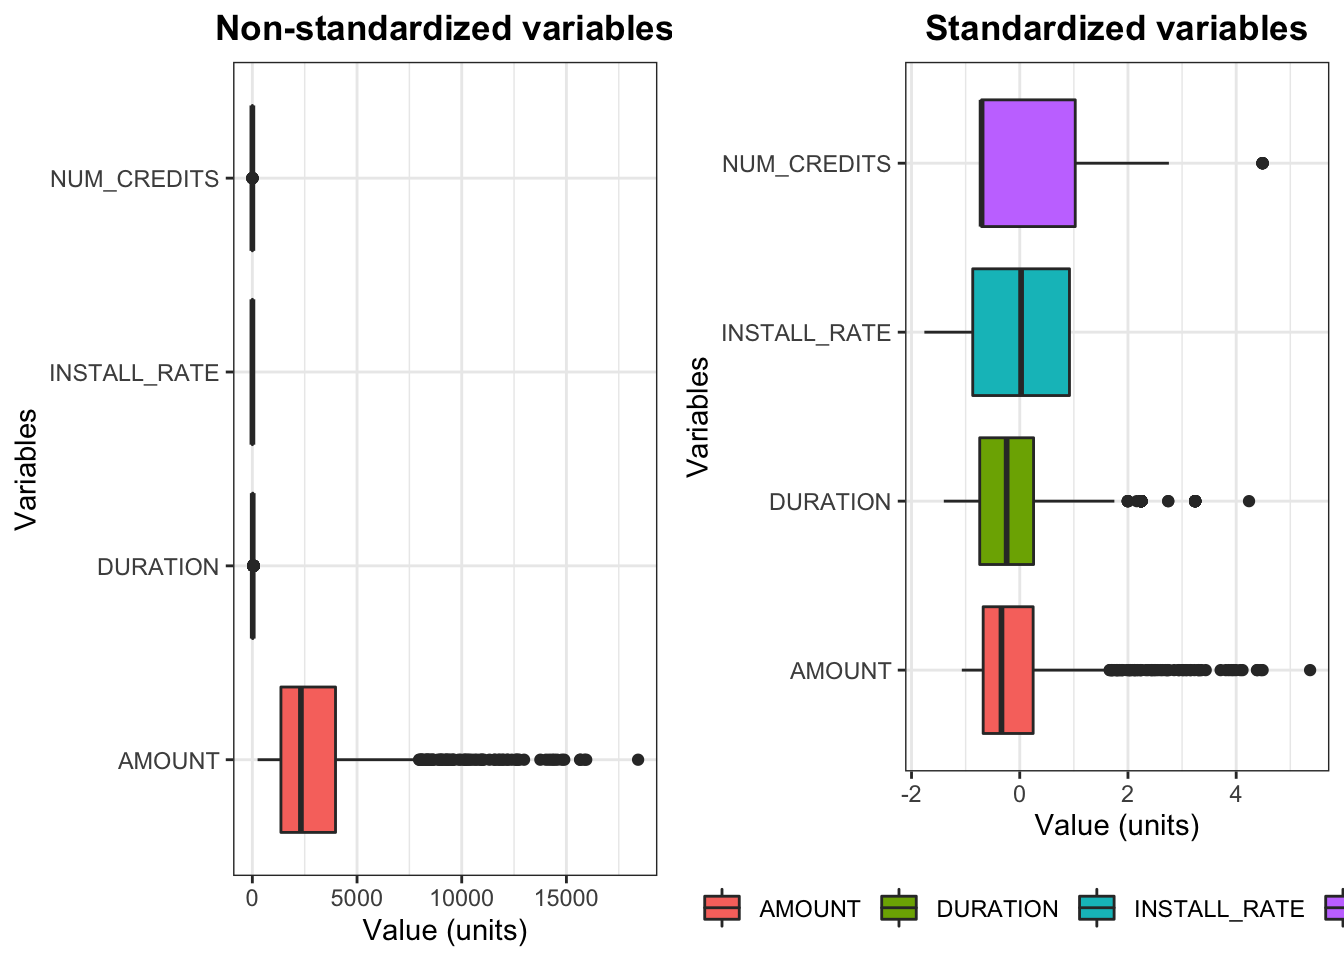 Non-standardized variables
NUM_CREDITS
INSTALL_RATE
DURATION
AMOUNT
Variables
0 5000 10000 15000
Value (units)
Standardized variables
NUM_CREDITS
INSTALL_RATE
DURATION
AMOUNT
Variables
-2 0 2 4
Value (units)
AMOUNT DURATION INSTALL_RATE